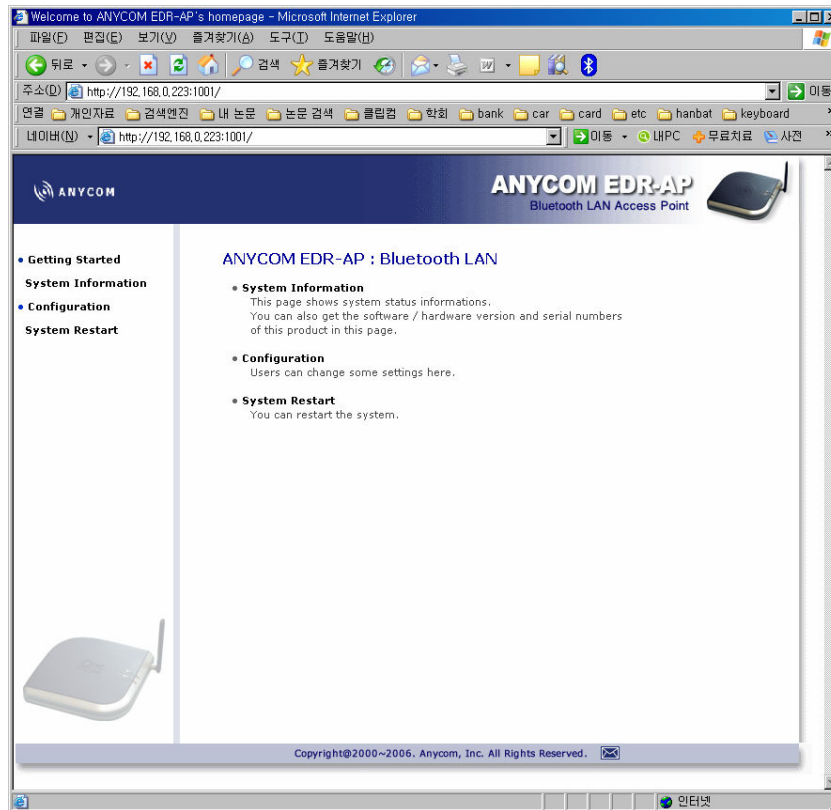 Welcome to ANYCOM EDR-AP's homepage - Microsoft Internet Explorer
파일(F) 편집(E) 보기(V) 즐겨찾기(A) 도구(T) 도움말(H)
뒤로 검색 즐겨찾기
주소(D) http://192,168,0,223:1001/ 이동
연결 개인자료 검색엔진 내 논문 논문 검색 클립컴 학회 bank car card etc hanbat keyboard
네이버(N) http://192,168,0,223:1001/ 이동 내PC 무료치료 사전
ANYCOM
ANYCOM EDR-AP
Bluetooth LAN Access Point
Getting Started
System Information
Configuration
System Restart
ANYCOM EDR-AP : Bluetooth LAN
System Information
This page shows system status informations.
You can also get the software / hardware version and serial numbers
of this product in this page.
Configuration
Users can change some settings here.
System Restart
You can restart the system.
Copyright@2000~2006. Anycom, Inc. All Rights Reserved.
인터넷